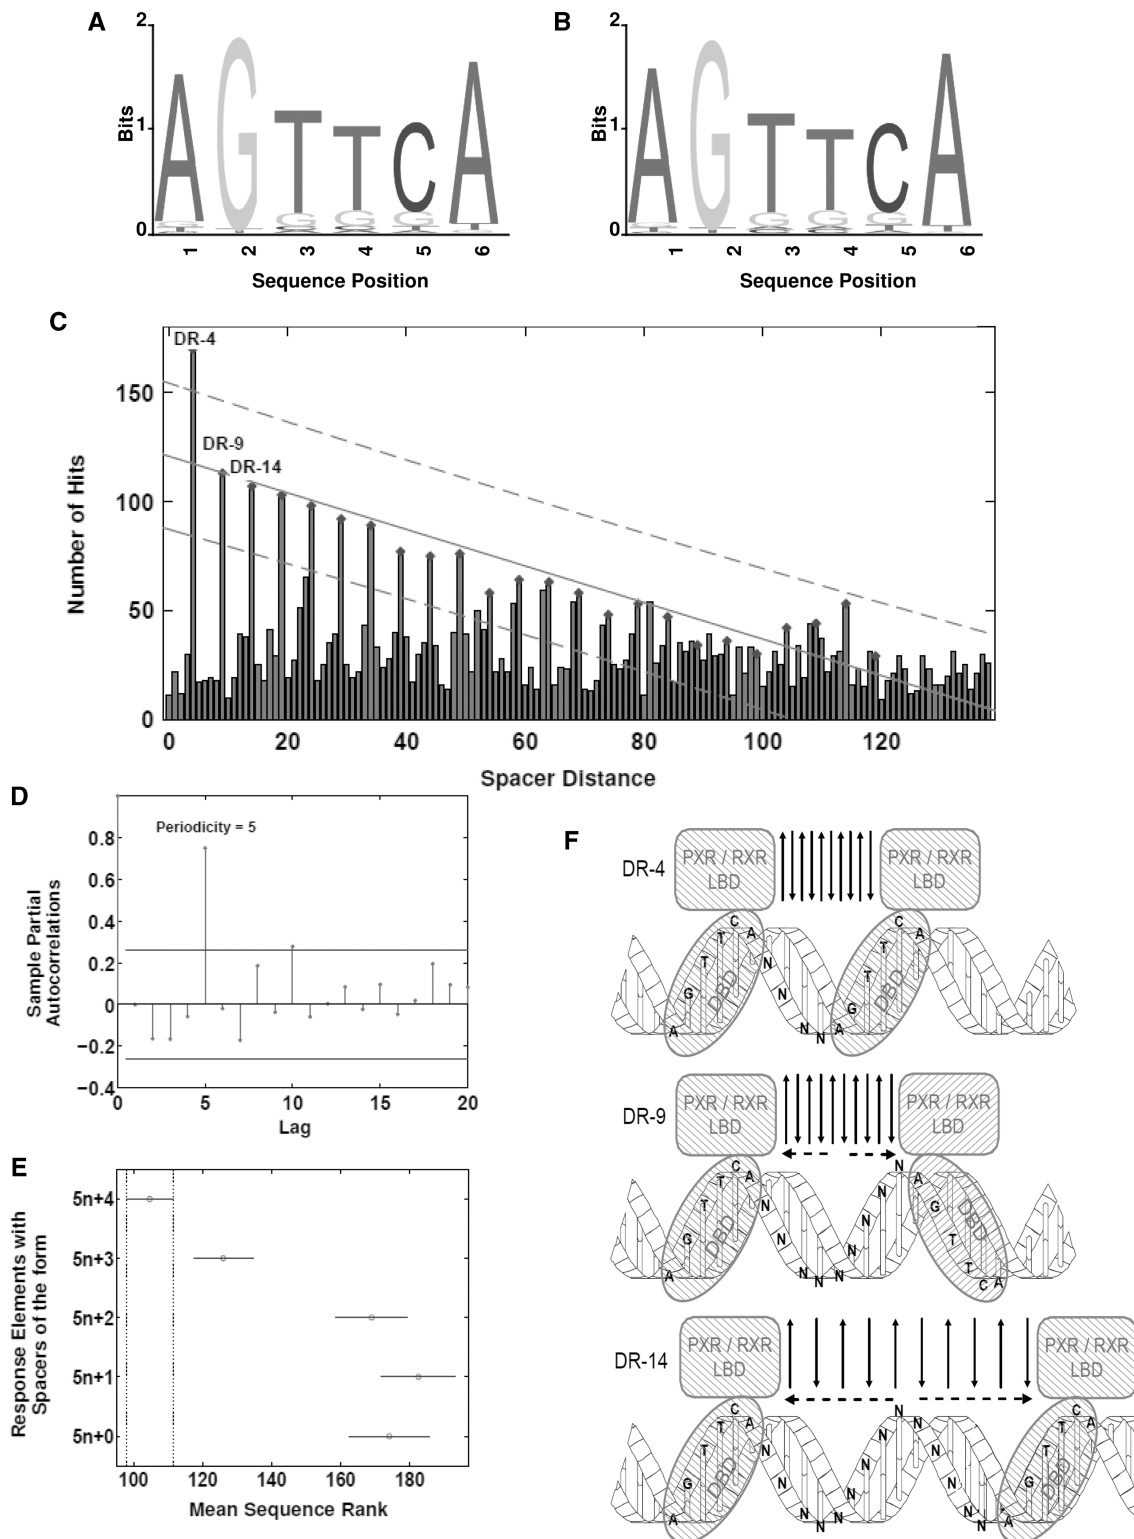 A
2
Bits
1
0
A G T T C A
G G G
1 2 3 4 5 6
Sequence Position
B
2
Bits
1
0
A G T T C A
G G G
1 2 3 4 5 6
Sequence Position
C
DR-4
DR-9
DR-14
150
100
50
0
Number of Hits
0 20 40 60 80 100 120
Spacer Distance
D
Periodicity = 5
0.8
0.6
0.4
0.2
0
−0.2
−0.4
Sample Partial
Autocorrelations
0 5 10 15 20
Lag
E
5n+4
5n+3
5n+2
5n+1
5n+0
Response Elements with
Spacers of the form
100 120 140 160 180
Mean Sequence Rank
F
DR-4
PXR / RXR
LBD
PXR / RXR
LBD
A G T T C A N N N N A G T T C A
DBD
DBD
DR-9
PXR / RXR
LBD
PXR / RXR
LBD
A G T T C A N N N N N N N N N A G T T C A
DBD
DBD
DR-14
PXR / RXR
LBD
PXR / RXR
LBD
A G T T C A N N N N N N N N N N N N N N A G T T C A
DBD
DBD